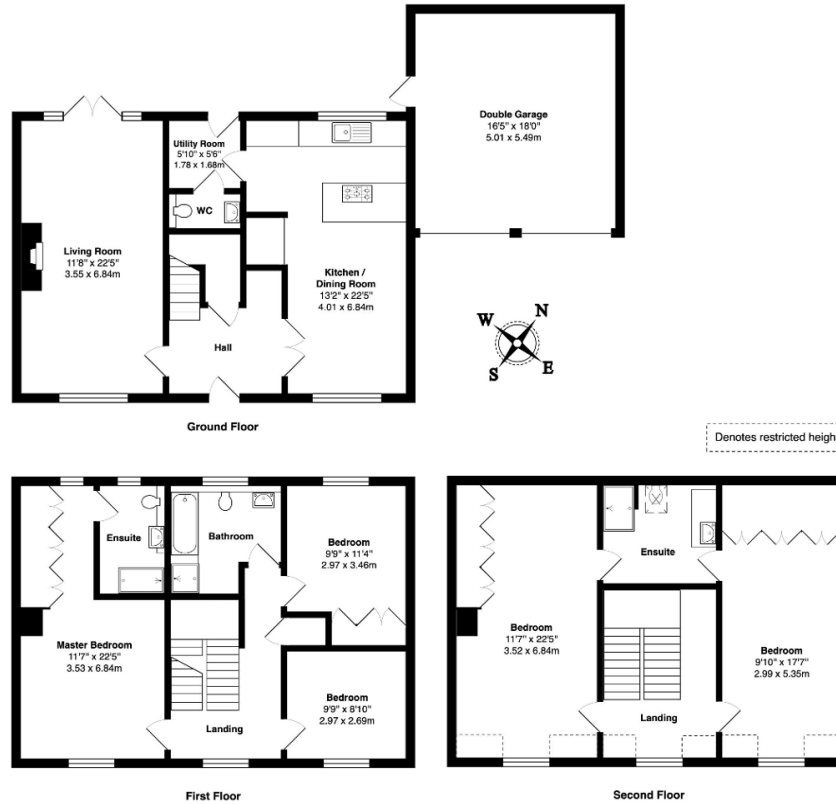 Double Garage
16'5" x 18'0"
5.01 x 5.49m
Utility Room
5'10" x 5'6"
1.78 x 1.68m
WC
Living Room
11'8" x 22'5"
3.55 x 6.84m
Kitchen /
Dining Room
13'2" x 22'5"
4.01 x 6.84m
Hall
N
W
S
E
Ground Floor
Denotes restricted heigh
Ensuite
Bathroom
Bedroom
9'9" x 11'4"
2.97 x 3.46m
Master Bedroom
11'7" x 22'5"
3.53 x 6.84m
Bedroom
9'9" x 8'10"
2.97 x 2.69m
Landing
First Floor
Ensuite
Bedroom
11'7" x 22'5"
3.52 x 6.84m
Bedroom
9'10" x 17'7"
2.99 x 5.35m
Landing
Second Floor